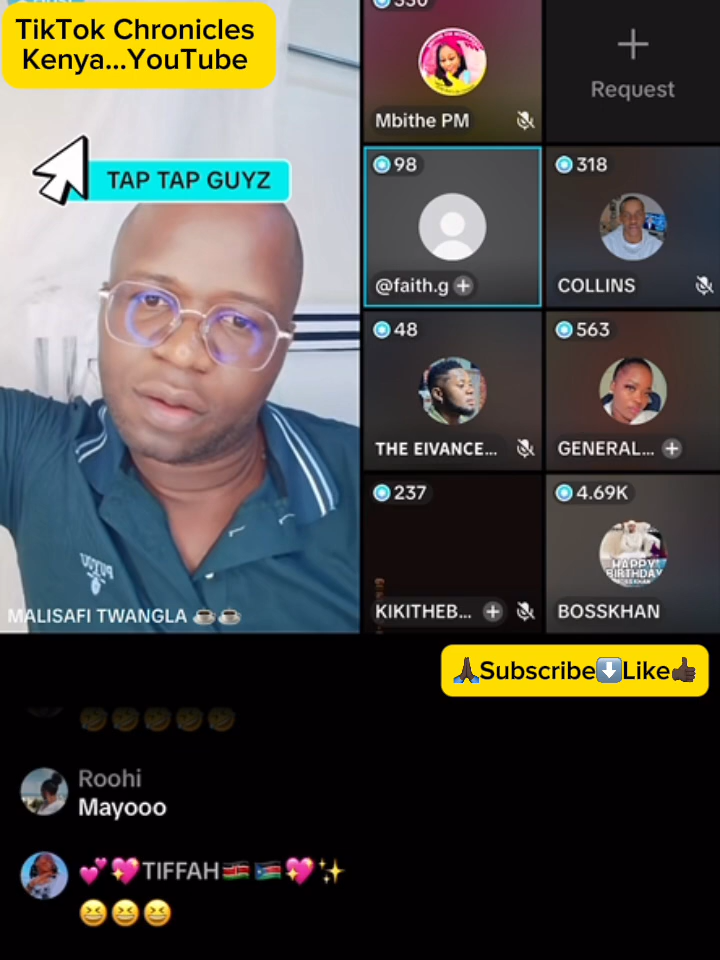 TikTok Chronicles
Kenya...YouTube
TAP TAP GUYZ
MALISAFI TWANGLA ☕☕
330
Mbithe PM
Request
98
@faith.g
318
COLLINS
48
THE EIVANCE...
563
GENERAL...
237
KIKITHEB...
4.69K
HAPPY
BIRTHDAY
BOSSKHAN
🙏🏿Subscribe⬇️Like👍🏿
🤣🤣🤣🤣🤣
Roohi
Mayooo
💕💖TIFFAH🇰🇪🇸🇸💖✨
😆😆😆